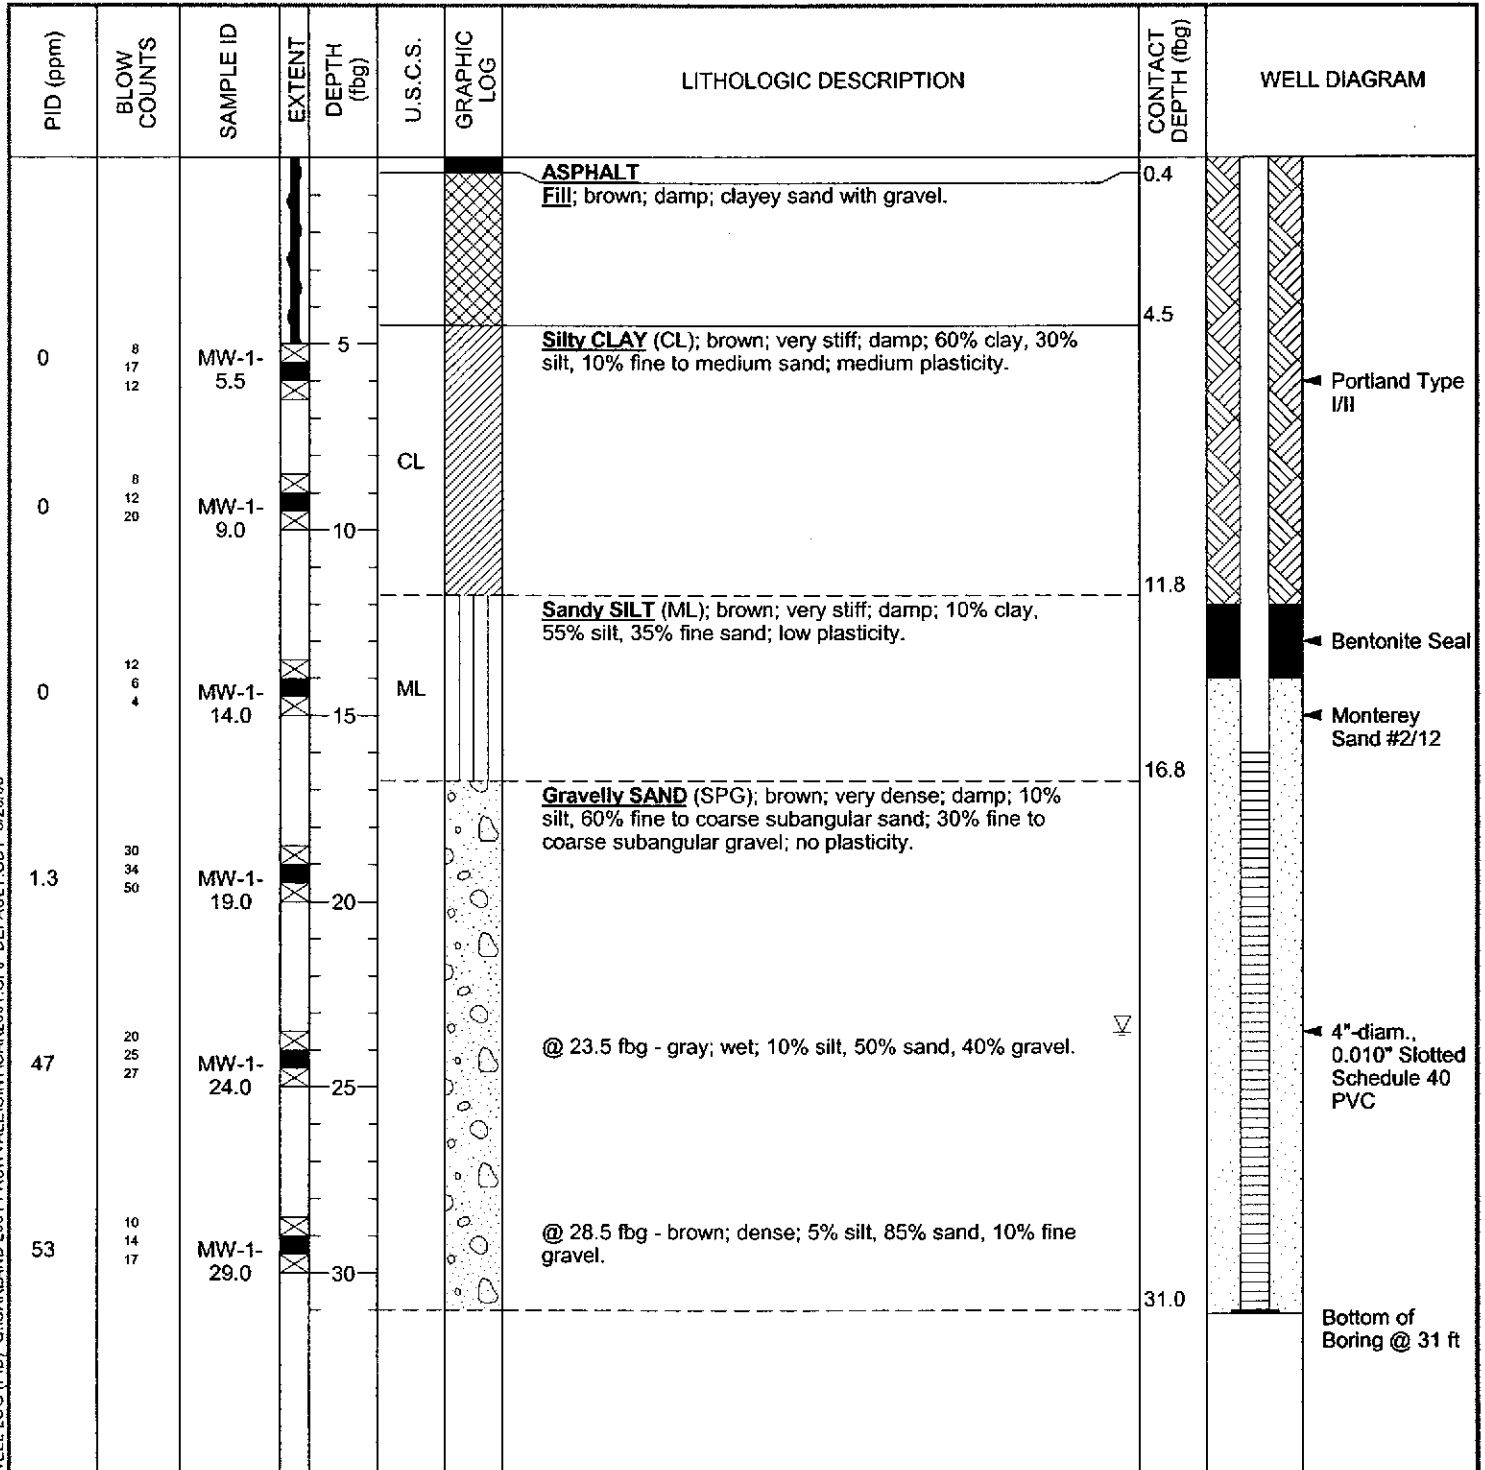 PID (ppm)
BLOW
COUNTS
SAMPLE ID
EXTENT
DEPTH
(fbg)
U.S.C.S.
GRAPHIC
LOG
LITHOLOGIC DESCRIPTION
CONTACT
DEPTH (fbg)
WELL DIAGRAM
ASPHALT
0.4
Fill; brown; damp; clayey sand with gravel.
4.5
Silty CLAY (CL); brown; very stiff; damp; 60% clay, 30%
silt, 10% fine to medium sand; medium plasticity.
0
8
17
12
MW-1-
5.5
5
Portland Type
I/II
CL
0
8
12
20
MW-1-
9.0
10
11.8
Sandy SILT (ML); brown; very stiff; damp; 10% clay,
55% silt, 35% fine sand; low plasticity.
Bentonite Seal
0
12
6
4
MW-1-
14.0
ML
15
Monterey
Sand #2/12
16.8
Gravelly SAND (SPG); brown; very dense; damp; 10%
silt, 60% fine to coarse subangular sand; 30% fine to
coarse subangular gravel; no plasticity.
1.3
30
34
50
MW-1-
19.0
20
@ 23.5 fbg - gray; wet; 10% silt, 50% sand, 40% gravel.
47
20
25
27
MW-1-
24.0
25
4"-diam.,
0.010" Slotted
Schedule 40
PVC
@ 28.5 fbg - brown; dense; 5% silt, 85% sand, 10% fine
gravel.
53
10
14
17
MW-1-
29.0
30
31.0
Bottom of
Boring @ 31 ft